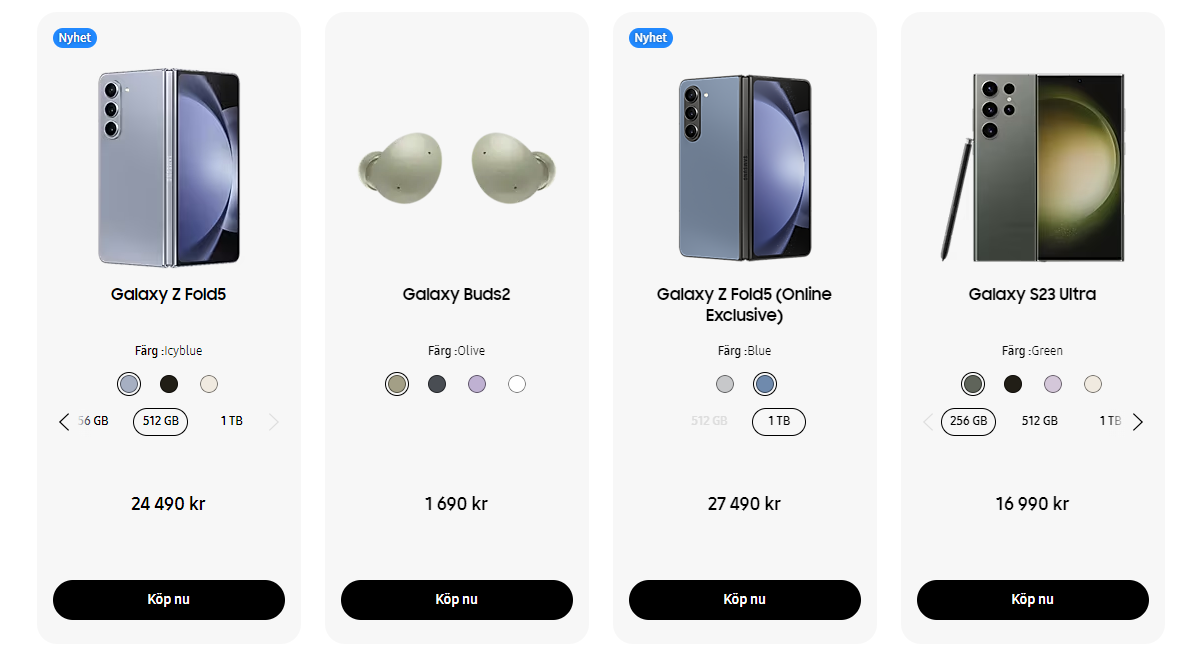 Nyhet
Galaxy Z Fold5
Färg :Icyblue
56 GB 512 GB 1 TB
24 490 kr
Köp nu
Galaxy Buds2
Färg :Olive
1 690 kr
Köp nu
Nyhet
Galaxy Z Fold5 (Online
Exclusive)
Färg :Blue
512 GB 1 TB
27 490 kr
Köp nu
Galaxy S23 Ultra
Färg :Green
256 GB 512 GB 1 TB
16 990 kr
Köp nu